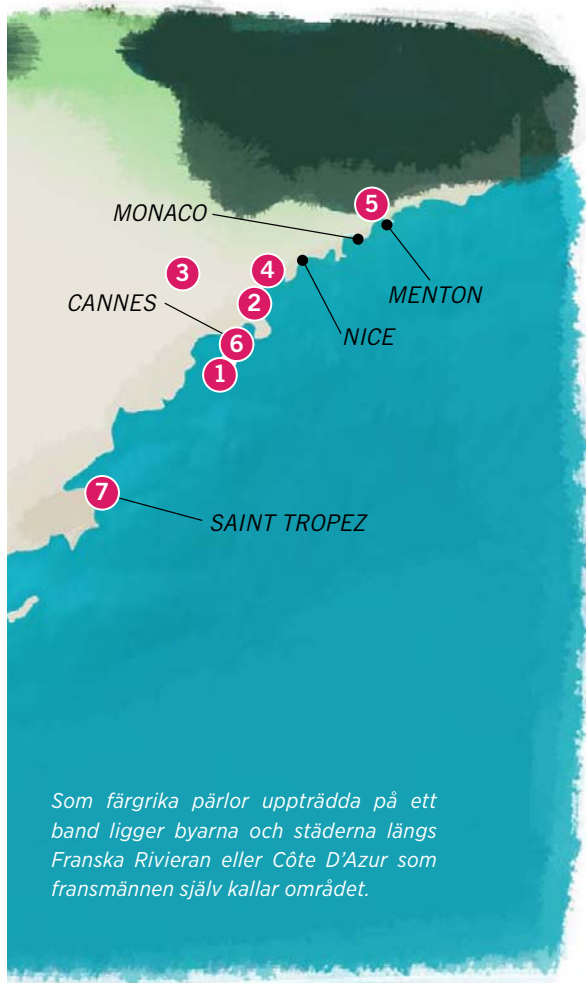 5
MONACO
3
4
MENTON
CANNES
2
NICE
6
1
7
SAINT TROPEZ
Som färgrika pärlor uppträdda på ett
band ligger byarna och städerna längs
Franska Rivieran eller Côte D'Azur som
fransmännen själv kallar området.